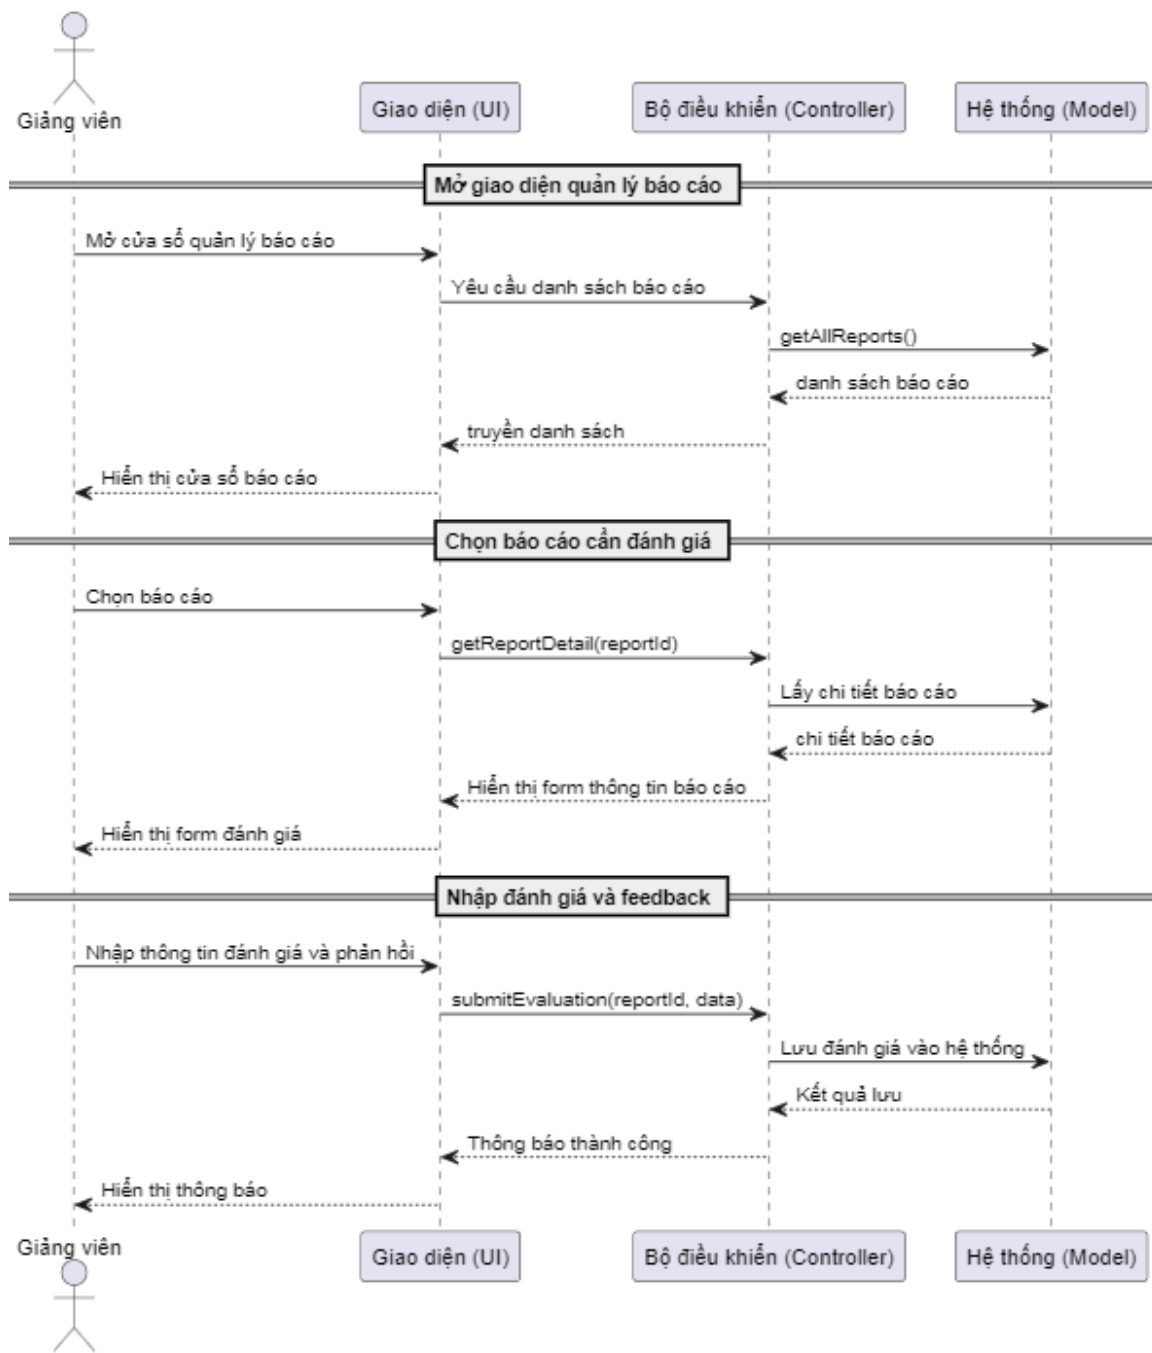 Giảng viên
Giao diện (UI)
Bộ điều khiển (Controller)
Hệ thống (Model)
Mở giao diện quản lý báo cáo
Mở cửa sổ quản lý báo cáo
Yêu cầu danh sách báo cáo
getAllReports()
danh sách báo cáo
truyền danh sách
Hiển thị cửa sổ báo cáo
Chọn báo cáo cần đánh giá
Chọn báo cáo
getReportDetail(reportId)
Lấy chi tiết báo cáo
chi tiết báo cáo
Hiển thị form thông tin báo cáo
Hiển thị form đánh giá
Nhập đánh giá và feedback
Nhập thông tin đánh giá và phản hồi
submitEvaluation(reportId, data)
Lưu đánh giá vào hệ thống
Kết quả lưu
Thông báo thành công
Hiển thị thông báo
Giảng viên
Giao diện (UI)
Bộ điều khiển (Controller)
Hệ thống (Model)